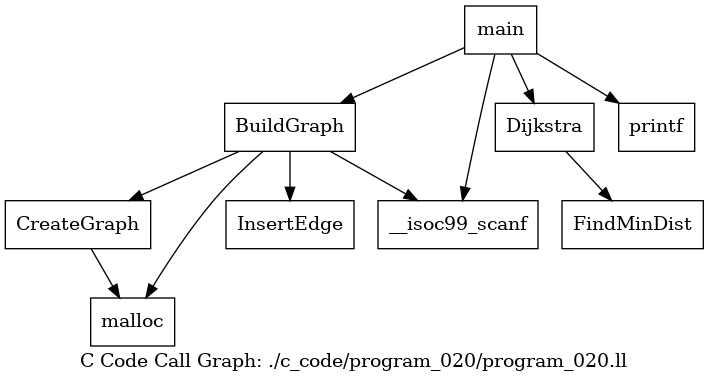 main
BuildGraph
Dijkstra
printf
CreateGraph
InsertEdge
__isoc99_scanf
FindMinDist
malloc
C Code Call Graph: ./c_code/program_020/program_020.ll